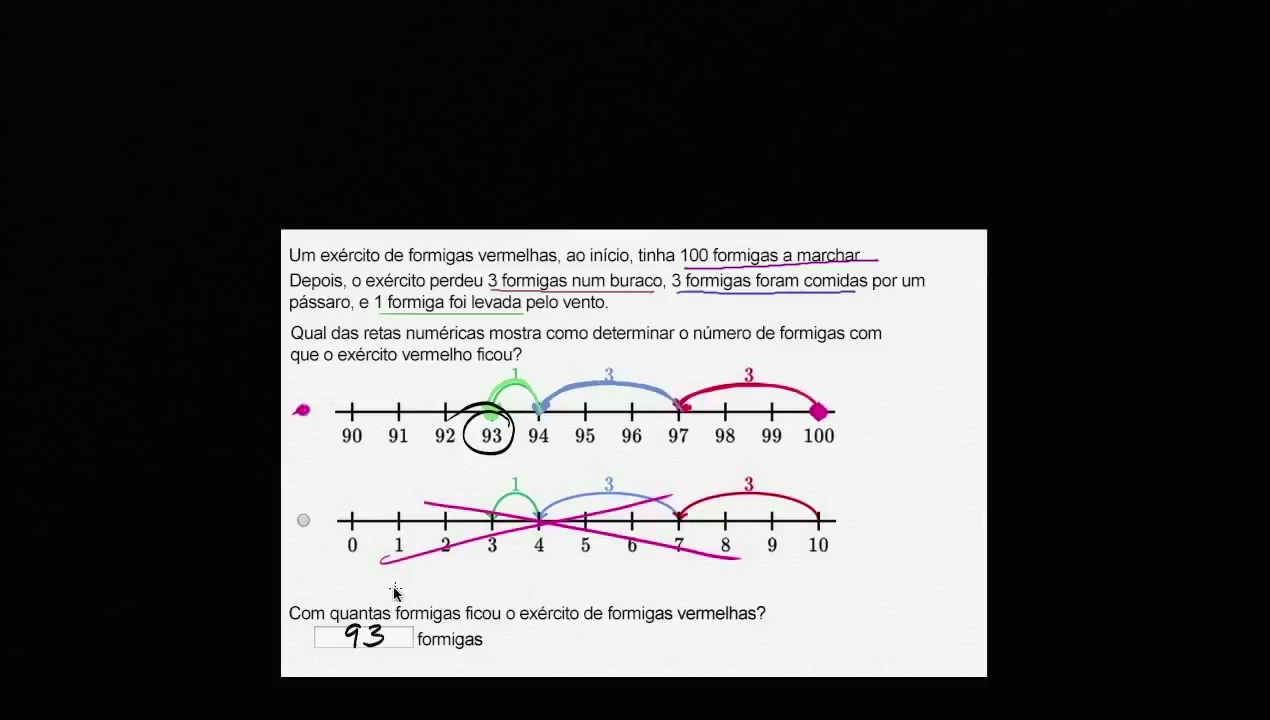 Um exército de formigas vermelhas, ao início, tinha 100 formigas a marchar
Depois, o exército perdeu 3 formigas num buraco, 3 formigas foram comidas por um
pássaro, e 1 formiga foi levada pelo vento.
Qual das retas numéricas mostra como determinar o número de formigas com
que o exército vermelho ficou?
1 3 3
90 91 92 93 94 95 96 97 98 99 100
1 3 3
0 1 2 3 4 5 6 7 8 9 10
Com quantas formigas ficou o exército de formigas vermelhas?
93 formigas